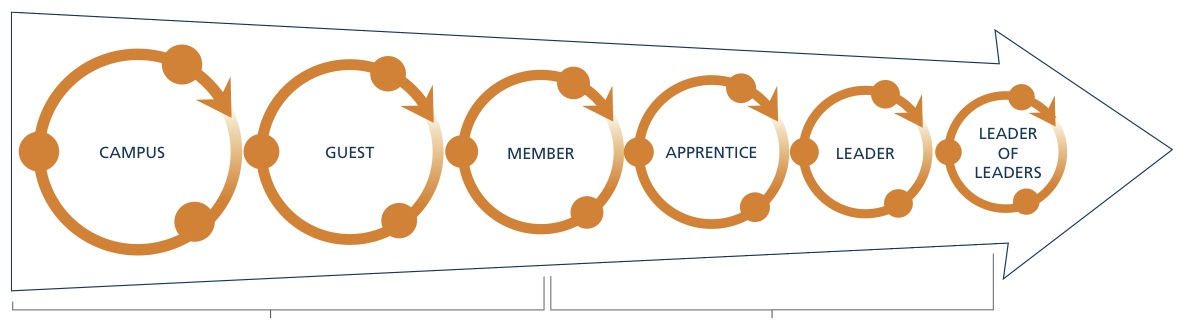 CAMPUS
GUEST
MEMBER
APPRENTICE
LEADER
LEADER
OF
LEADERS